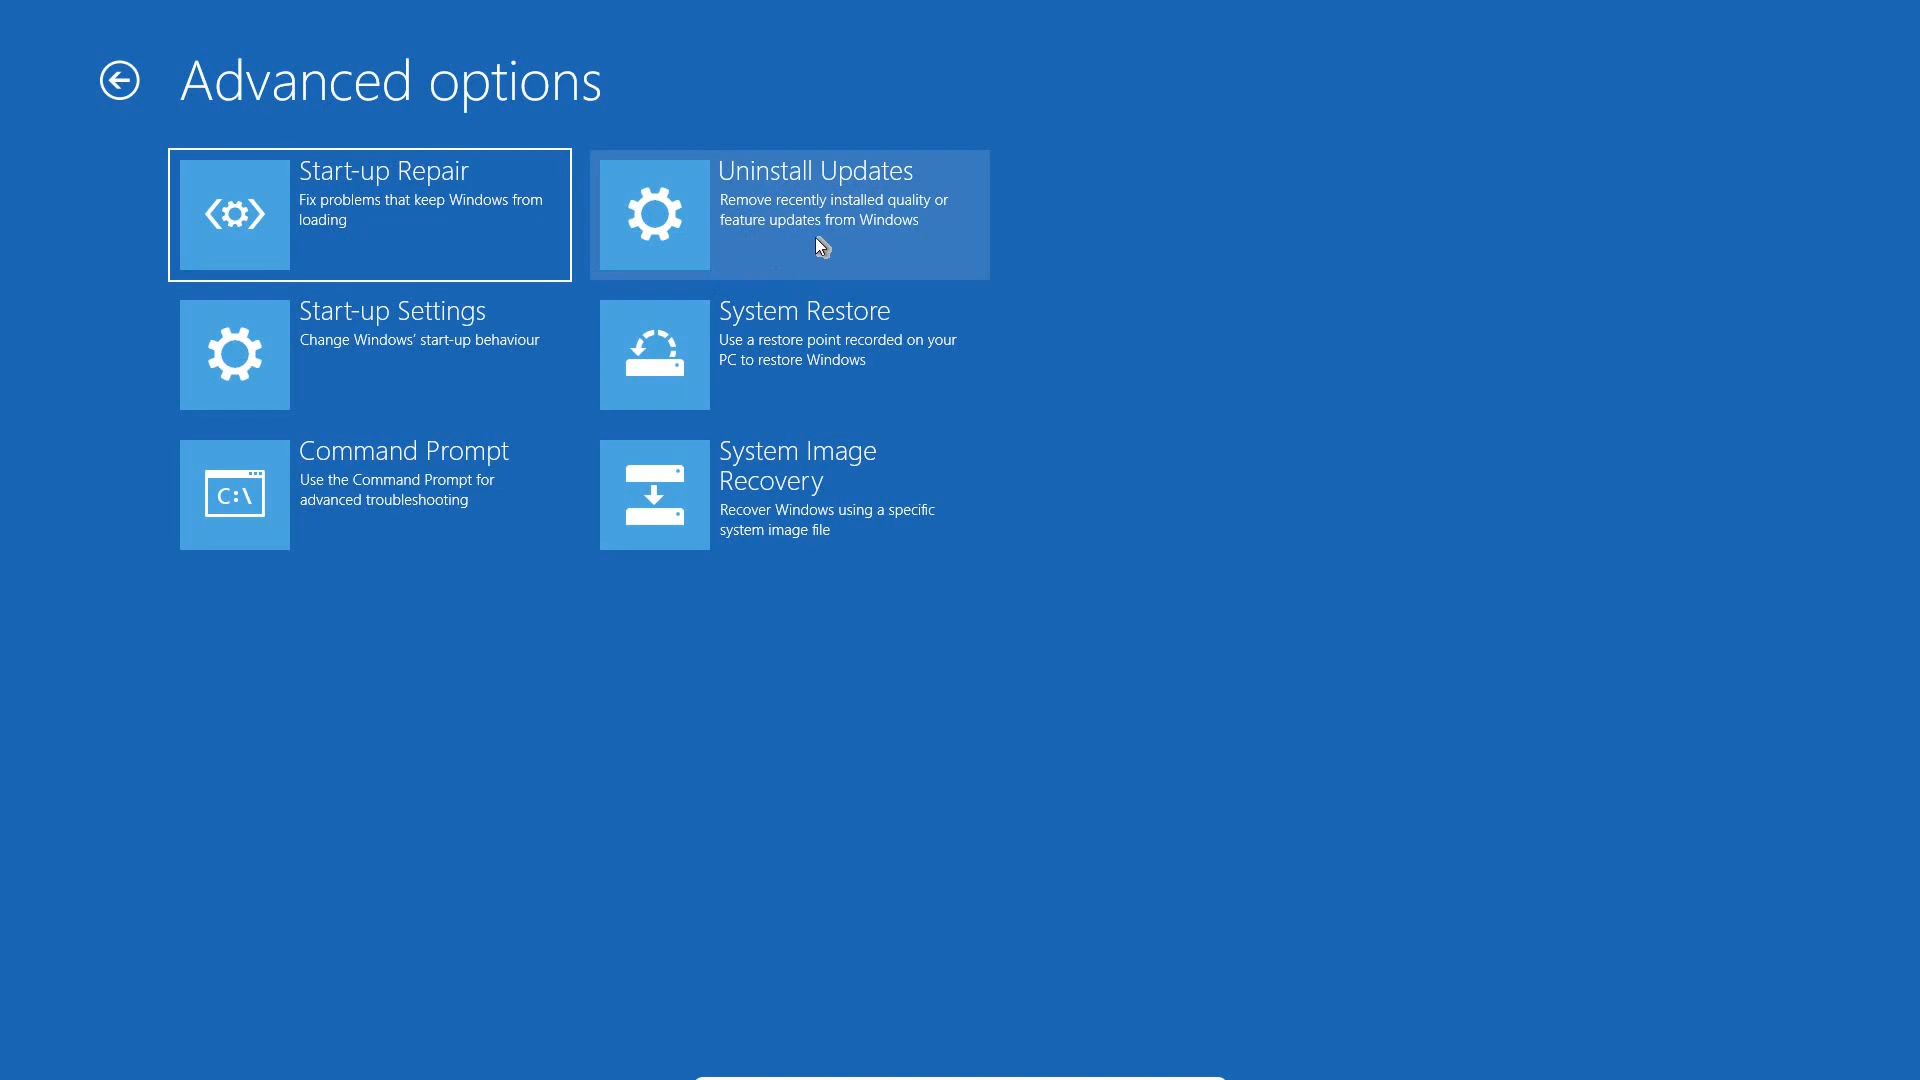 Advanced options
Start-up Repair
Fix problems that keep Windows from
loading
Uninstall Updates
Remove recently installed quality or
feature updates from Windows
Start-up Settings
Change Windows’ start-up behaviour
System Restore
Use a restore point recorded on your
PC to restore Windows
Command Prompt
C:\
Use the Command Prompt for
advanced troubleshooting
System Image
Recovery
Recover Windows using a specific
system image file